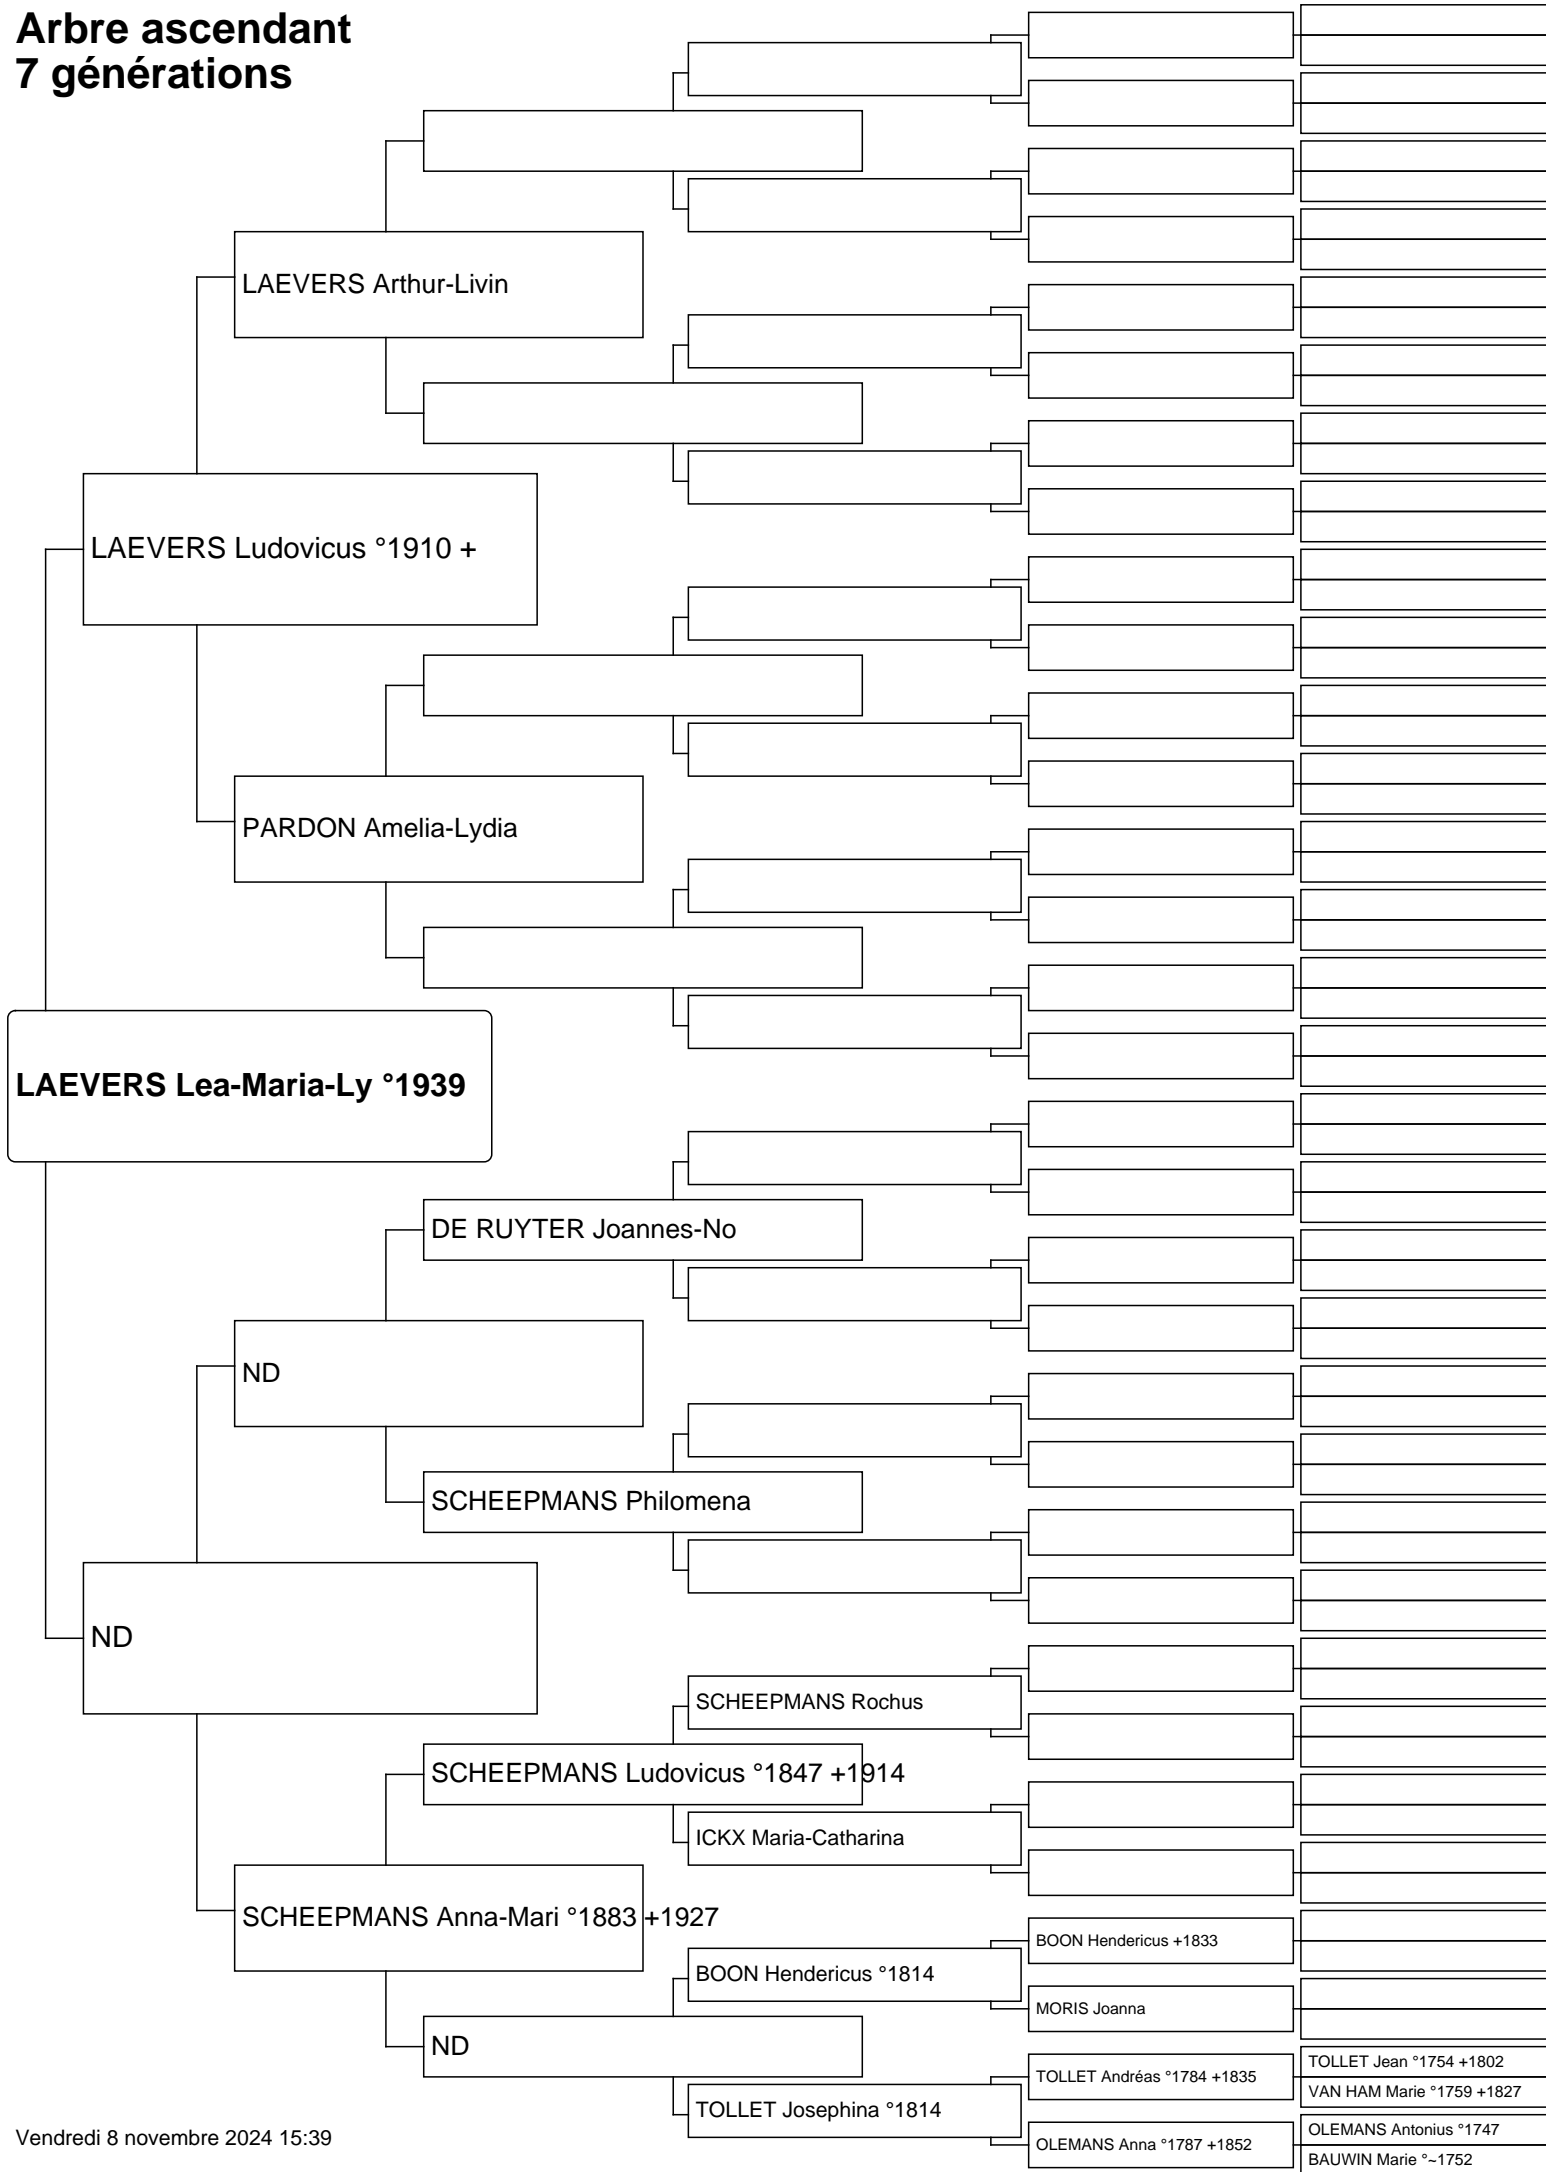 Arbre ascendant
7 générations
LAEVERS Arthur-Livin
LAEVERS Ludovicus °1910 +
PARDON Amelia-Lydia
LAEVERS Lea-Maria-Ly °1939
DE RUYTER Joannes-No
ND
SCHEEPMANS Philomena
ND
SCHEEPMANS Rochus
SCHEEPMANS Ludovicus °1847 +1914
ICKX Maria-Catharina
SCHEEPMANS Anna-Mari °1883 +1927
BOON Hendericus +1833
BOON Hendericus °1814
MORIS Joanna
ND
TOLLET Jean °1754 +1802
TOLLET Andréas °1784 +1835
VAN HAM Marie °1759 +1827
TOLLET Josephina °1814
OLEMANS Antonius °1747
OLEMANS Anna °1787 +1852
BAUWIN Marie °~1752
Vendredi 8 novembre 2024 15:39